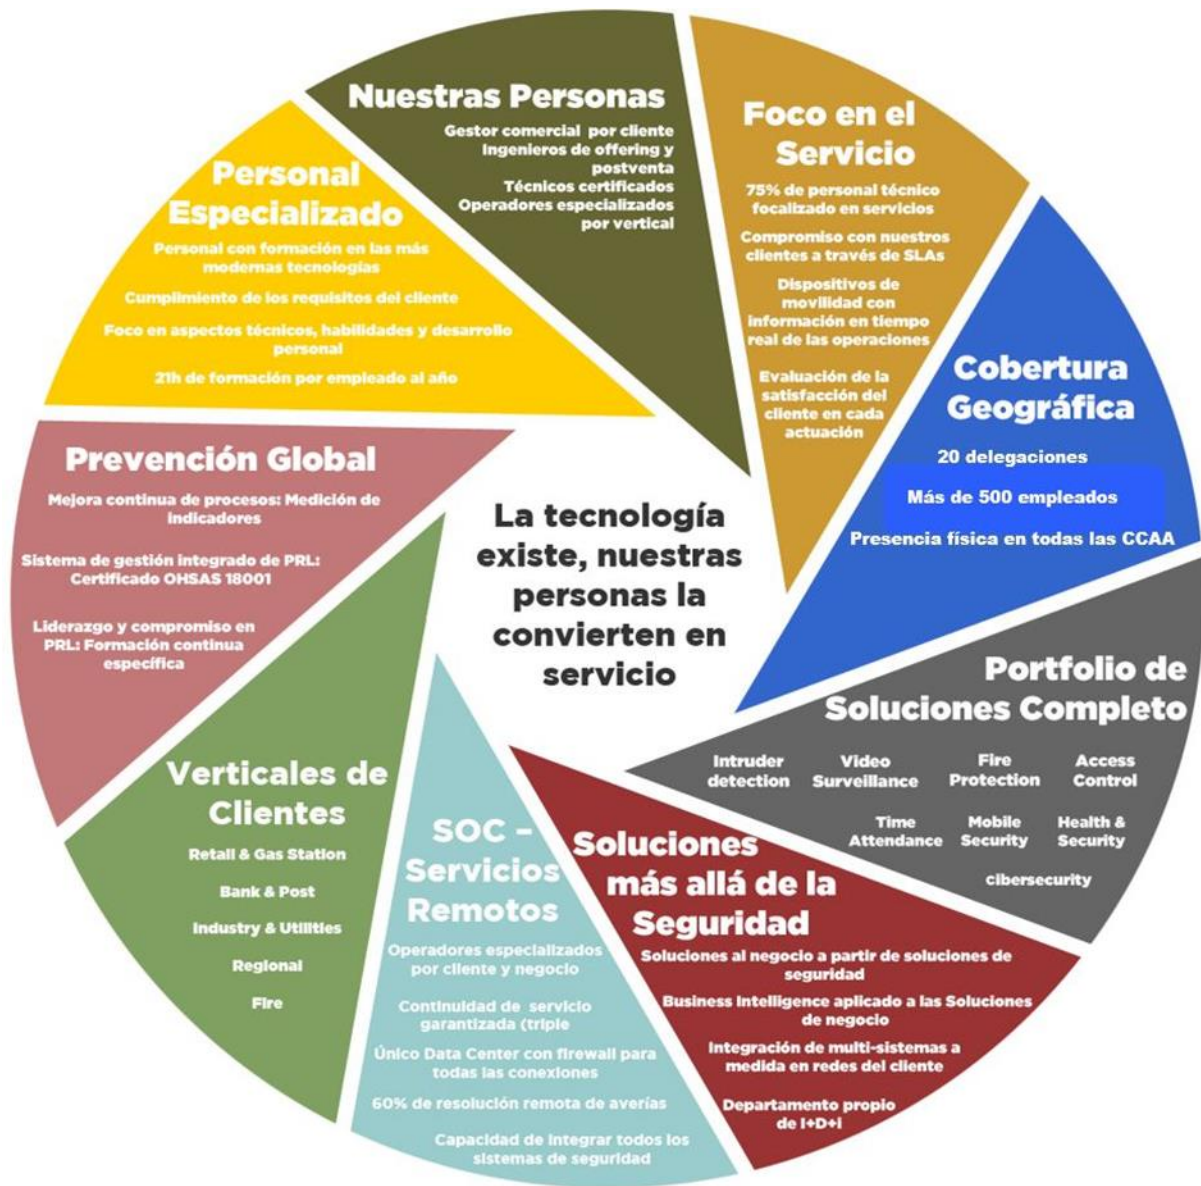 Nuestras Personas
Gestor comercial por cliente
Ingenieros de offering y
postventa
Técnicos certificados
Operadores especializados
por vertical
Foco en el
Servicio
75% de personal técnico
focalizado en servicios
Compromiso con nuestros
clientes a través de SLAs
Dispositivos de
movilidad con
información en tiempo
real de las operaciones
Evaluación de la
satisfacción del
cliente en cada
actuación
Cobertura
Geográfica
20 delegaciones
Más de 500 empleados
Presencia física en todas las CCAA
Portfolio de
Soluciones Completo
Intruder
detection
Video
Surveillance
Fire
Protection
Access
Control
Time
Attendance
Mobile
Security
Health &
Security
cibersecurity
Soluciones
más allá de la
Seguridad
Soluciones al negocio a partir de soluciones de
seguridad
Business Intelligence aplicado a las Soluciones
de negocio
Integración de multi-sistemas a
medida en redes del cliente
Departamento propio
de I+D+i
SOC –
Servicios
Remotos
Operadores especializados
por cliente y negocio
Continuidad de servicio
garantizada (triple
Único Data Center con firewall para
todas las conexiones
60% de resolución remota de averías
Capacidad de integrar todos los
sistemas de seguridad
Verticales de
Clientes
Retail & Gas Station
Bank & Post
Industry & Utilities
Regional
Fire
Prevención Global
Mejora continua de procesos: Medición de
indicadores
Sistema de gestión integrado de PRL:
Certificado OHSAS 18001
Liderazgo y compromiso en
PRL: Formación continua
específica
Personal
Especializado
Personal con formación en las más
modernas tecnologías
Cumplimiento de los requisitos del cliente
Foco en aspectos técnicos, habilidades y desarrollo
personal
21h de formación por empleado al año
La tecnología
existe, nuestras
personas la
convierten en
servicio